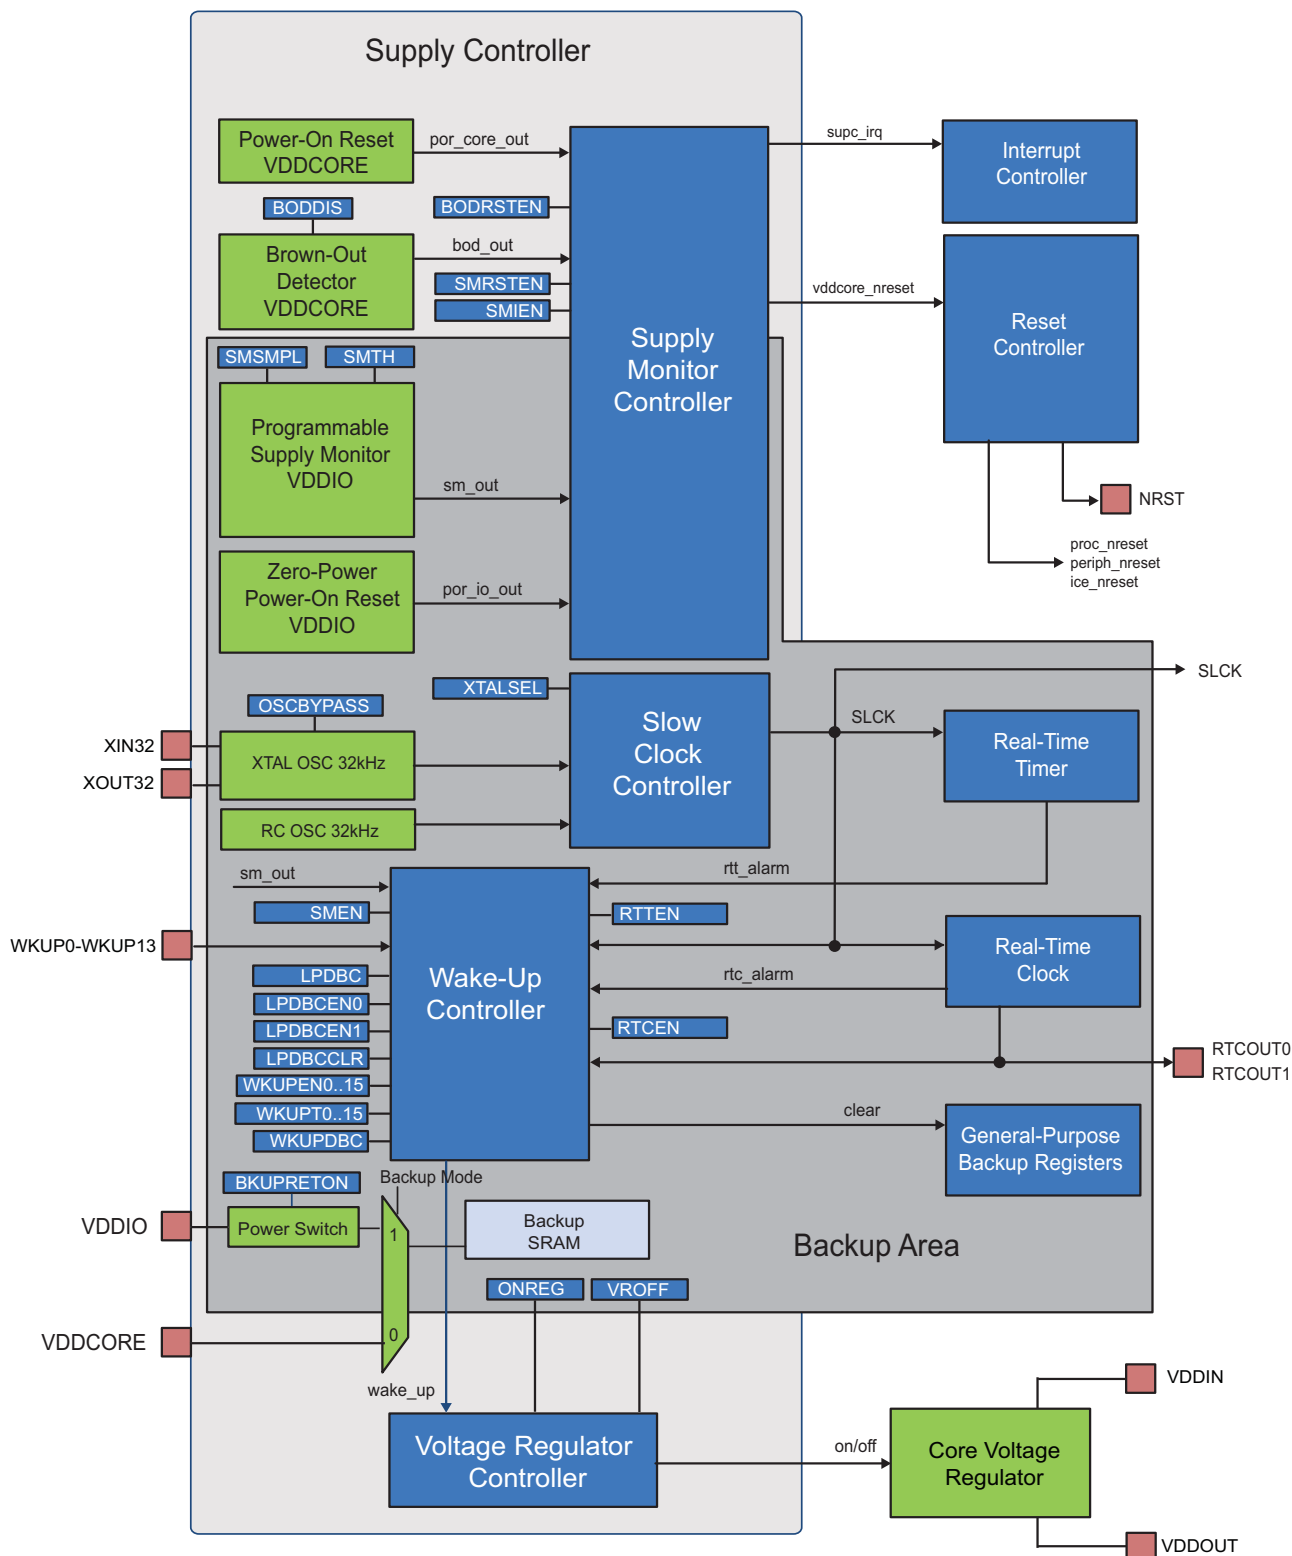 Supply Controller
Power-On Reset
VDDCORE
por_core_out
supc_irq
Interrupt
Controller
BODDIS
BODRSTEN
Brown-Out
Detector
VDDCORE
bod_out
SMRSTEN
SMIEN
vddcore_nreset
Reset
Controller
Supply
Monitor
Controller
SMSMPL
SMTH
Programmable
Supply Monitor
VDDIO
sm_out
NRST
proc_nreset
periph_nreset
ice_nreset
Zero-Power
Power-On Reset
VDDIO
por_io_out
XTALSEL
SLCK
OSCBYPASS
Slow
Clock
Controller
SLCK
Real-Time
Timer
XIN32
XOUT32
XTAL OSC 32kHz
RC OSC 32kHz
sm_out
rtt_alarm
SMEN
RTTEN
WKUP0-WKUP13
Real-Time
Clock
Wake-Up
Controller
LPDBC
rtc_alarm
LPDBCEN0
LPDBCEN1
RTCEN
LPDBCCLR
RTCOUT0
RTCOUT1
WKUPEN0..15
WKUPT0..15
clear
WKUPDBC
General-Purpose
Backup Registers
BKUPRETON
Backup Mode
VDDIO
Power Switch
1
Backup
SRAM
Backup Area
ONREG
VROFF
VDDCORE
0
wake_up
VDDIN
Voltage Regulator
Controller
on/off
Core Voltage
Regulator
VDDOUT